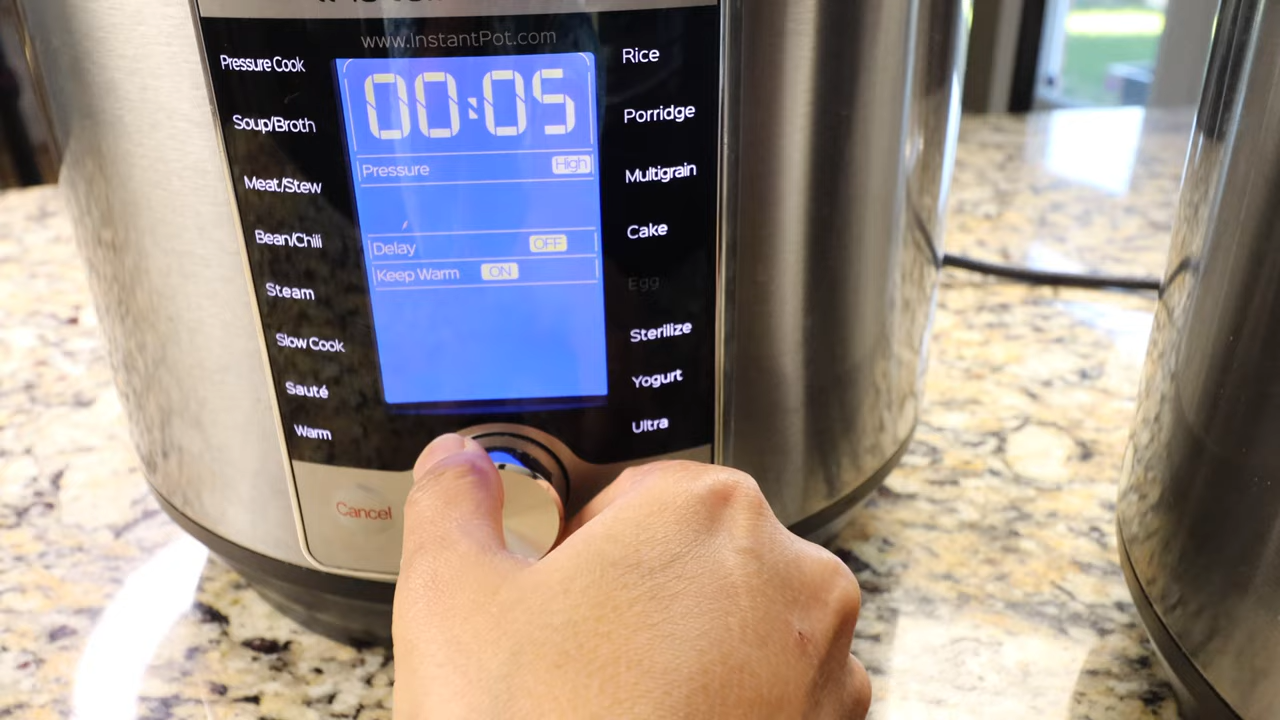 www.InstantPot.com
Pressure Cook
Soup/Broth
Meat/Stew
Bean/Chili
Steam
Slow Cook
Sauté
Warm
00:05
Pressure High
Delay OFF
Keep Warm ON
Rice
Porridge
Multigrain
Cake
Egg
Sterilize
Yogurt
Ultra
Cancel